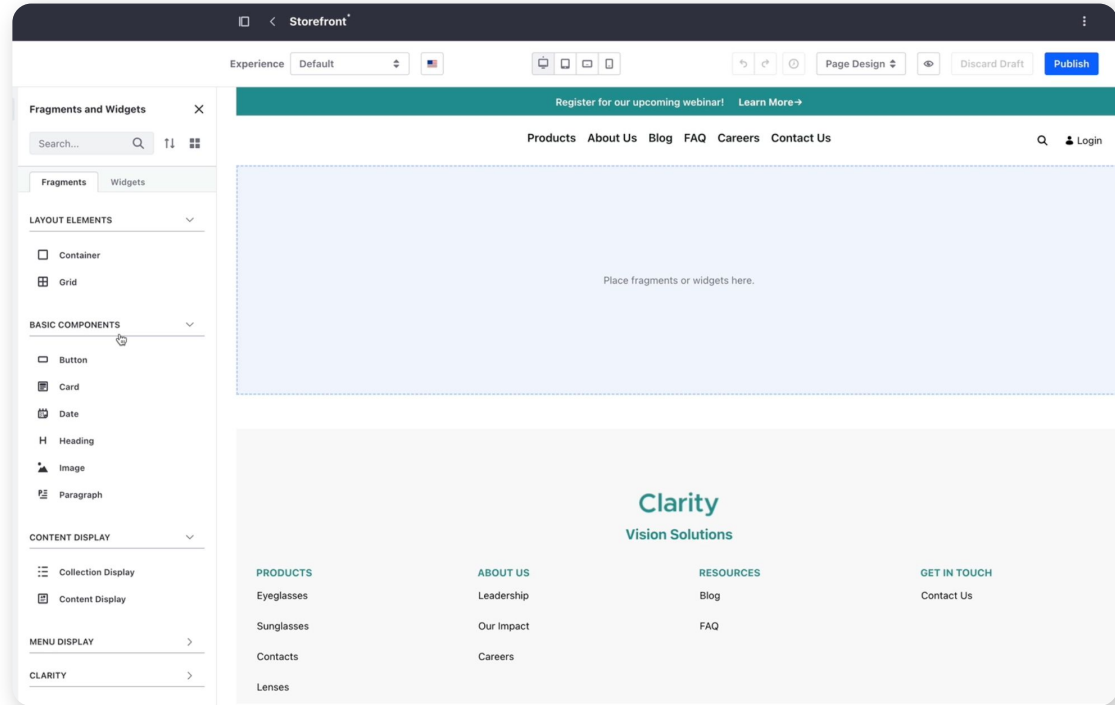 Storefront*
Experience Default Page Design Discard Draft Publish
Fragments and Widgets
Search...
Fragments Widgets
LAYOUT ELEMENTS
Container
Grid
BASIC COMPONENTS
Button
Card
Date
H Heading
Image
Paragraph
CONTENT DISPLAY
Collection Display
Content Display
MENU DISPLAY
CLARITY
Register for our upcoming webinar! Learn More→
Products About Us Blog FAQ Careers Contact Us Login
Place fragments or widgets here.
Clarity
Vision Solutions
PRODUCTS
Eyeglasses
Sunglasses
Contacts
Lenses
ABOUT US
Leadership
Our Impact
Careers
RESOURCES
Blog
FAQ
GET IN TOUCH
Contact Us